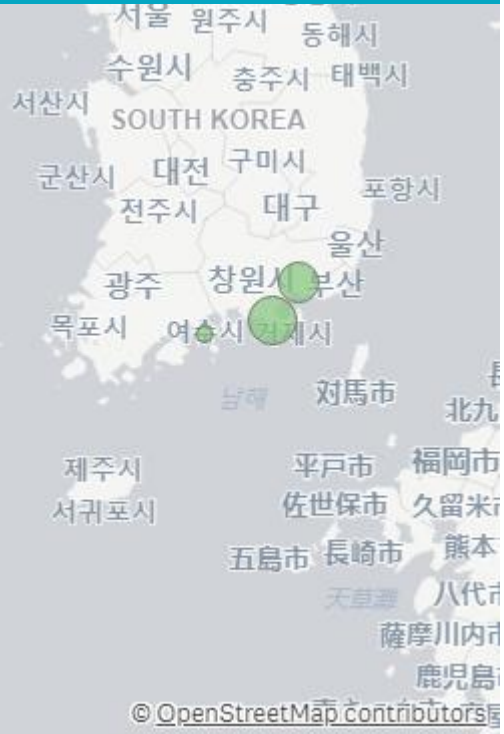 서울 원주시
동해시
수원시 충주시 태백시
서산시
SOUTH KOREA
군산시 대전 구미시
포항시
전주시 대구
울산
광주 창원시 부산
목포시 여수시 거제시
남해 対馬市
北九
제주시 平戸市 福岡市
서귀포시 佐世保市 久留米市
五島市 長崎市 熊本
天草灘 八代市
薩摩川内市
鹿児島
© OpenStreetMap contributors